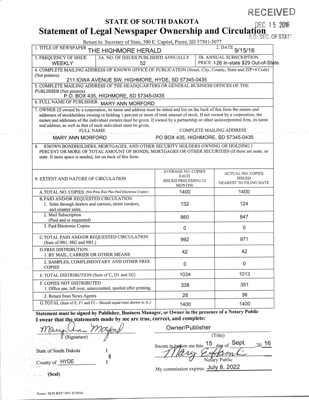 RECEIVED
DEC 15 2016
S.D. SEC. OF STATE
STATE OF SOUTH DAKOTA
Statement of Legal Newspaper Ownership and Circulation
Return to: Secretary of State, 500 E. Capitol, Pierre, SD 57501-5077
1. TITLE OF NEWSPAPER THE HIGHMORE HERALD
2. DATE 9/15/16
3. FREQUENCY OF ISSUE WEEKLY
3A. NO. OF ISSUES PUBLISHED ANNUALLY 52
3B. ANNUAL SUBSCRIPTION PRICE $26 In-state $29 Out-of-State
4. COMPLETE MAILING ADDRESS OF KNOWN OFFICE OF PUBLICATION (Street, City, County, State and ZIP+4 Code) (Not printers)
211 IOWA AVENUE SW, HIGHMORE, HYDE, SD 57345-0435
5. COMPLETE MAILING ADDRESS OF THE HEADQUARTERS OR GENERAL BUSINESS OFFICES OF THE PUBLISHER (Not printers)
P.O. BOX 435, HIGHMORE, SD 57345-0435
6. FULL NAME OF PUBLISHER MARY ANN MORFORD
7. OWNER (If owned by a corporation, its name and address must be stated and list on the back of this form the names and addresses of stockholders owning or holding 1 percent or more of total amount of stock. If not owned by a corporation, the names and addresses of the individual owners must be given. If owned by a partnership or other unincorporated firm, its name and address, as well as that of each individual must be given.
FULL NAME
COMPLETE MAILING ADDRESS
MARY ANN MORFORD
PO BOX 435, HIGHMORE, SD 57345-0435
8. KNOWN BONDHOLDERS, MORTGAGES, AND OTHER SECURITY HOLDERS OWNING OR HOLDING 1 PERCENT OR MORE OF TOTAL AMOUNT OF BONDS, MORTGAGES OR OTHER SECURITIES (If there are none, so state. If more space is needed, list on back of this form.
9. EXTENT AND NATURE OF CIRCULATION
AVERAGE NO. COPIES EACH ISSUED PRECEDING 12 MONTHS
ACTUAL NO. COPIES ISSUED NEAREST TO FILING DATE
A. TOTAL NO. COPIES (Net Press Run Plus Paid Electronic Copies) 1400 1400
B. PAID AND/OR REQUESTED CIRCULATION
1. Sales through dealers and carriers, street vendors, and counter sales. 132 124
2. Mail Subscription (Paid and or requested) 860 847
3. Paid Electronic Copies 0 0
C. TOTAL PAID AND/OR REQUESTED CIRCULATION (Sum of 9B1, 9B2 and 9B3.) 992 971
D. FREE DISTRIBUTION
1. BY MAIL, CARRIER OR OTHER MEANS 42 42
2. SAMPLES, COMPLIMENTARY AND OTHER FREE COPIES 0 0
E. TOTAL DISTRIBUTION (Sum of C, D1 and D2) 1034 1013
F. COPIES NOT DISTRIBUTED
1. Office use, left over, unaccounted, spoiled after printing 338 351
2. Return from News Agents 28 36
G. TOTAL (Sum of E, F1 and F2 – Should equal total shown in A.) 1400 1400
Statement must be signed by Publisher, Business Manager, or Owner in the presence of a Notary Public
I swear that the statements made by me are true, correct, and complete:
Mary Ann Morford
(Signature)
Owner/Publisher
(Title)
State of South Dakota )
County of HYDE )
Sworn to before me this 15 day of Sept. 20 16
Notary Public
(Seal)
My commission expires: July 8, 2022